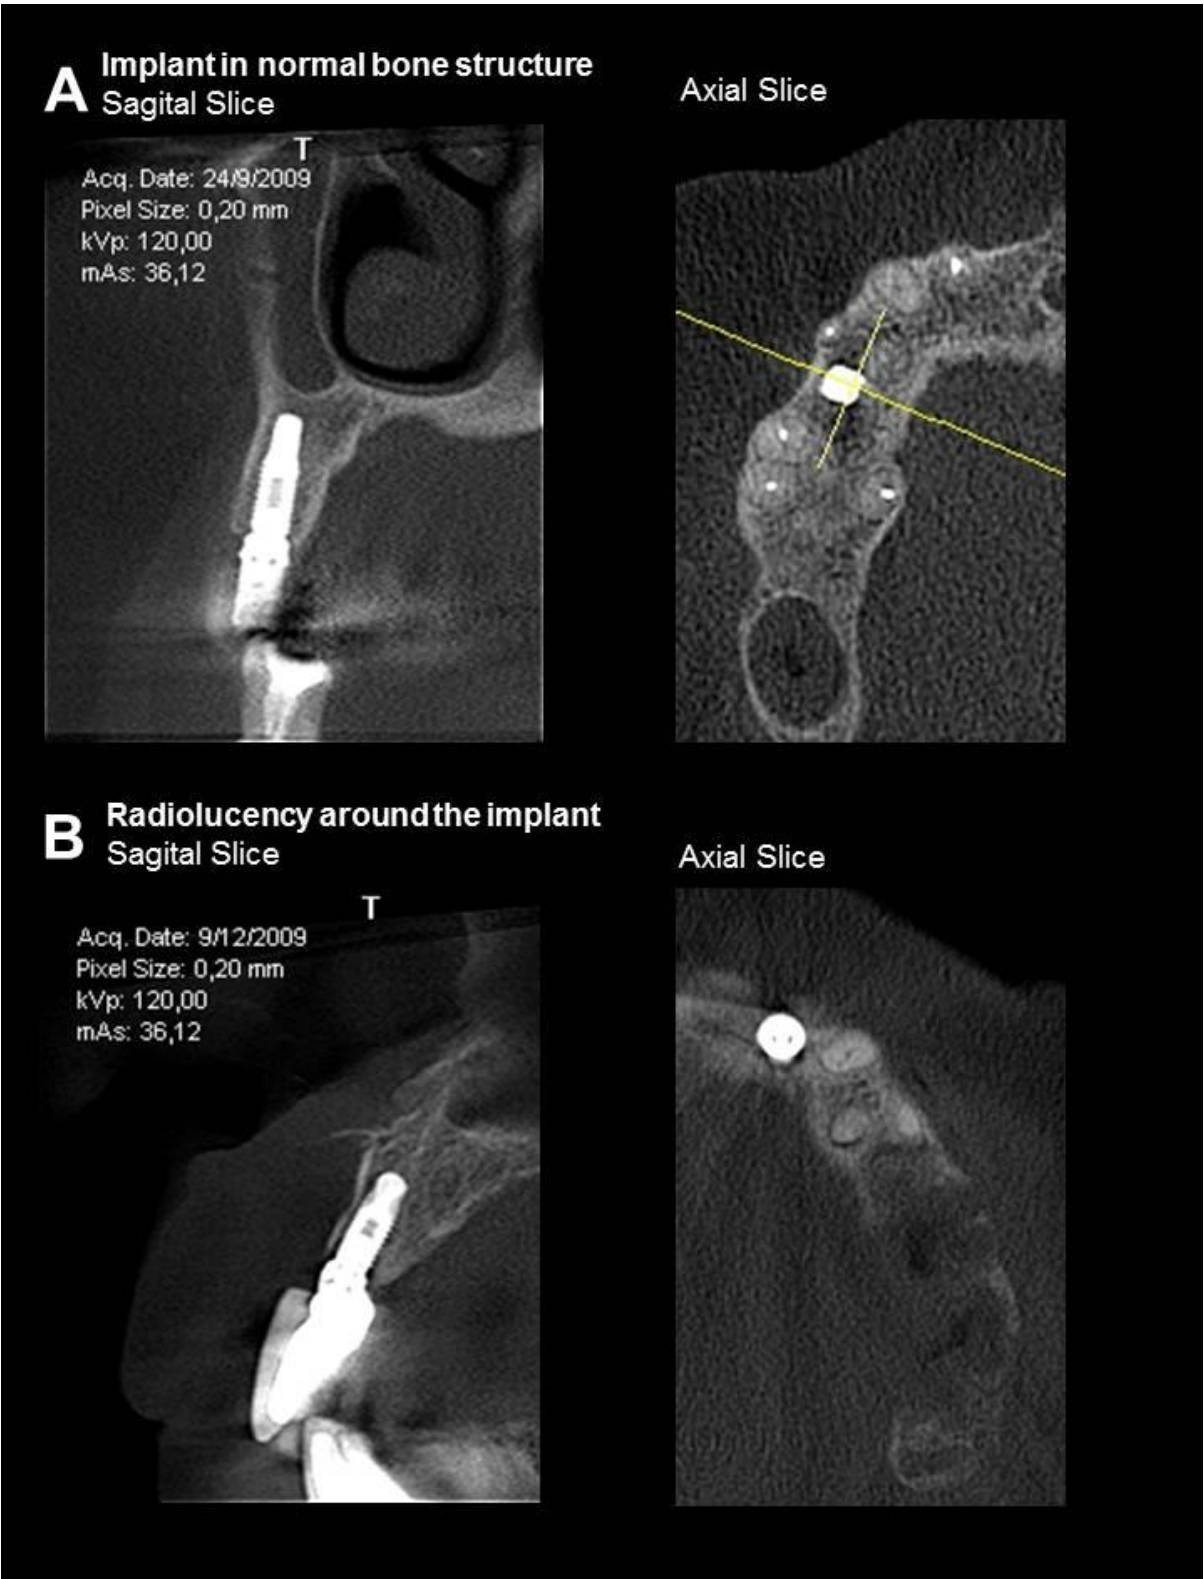 A
Implant in normal bone structure
Sagital Slice
Axial Slice
T
Acq. Date: 24/9/2009
Pixel Size: 0,20 mm
kVp: 120,00
mAs: 36,12
B
Radiolucency around the implant
Sagital Slice
Axial Slice
T
Acq. Date: 9/12/2009
Pixel Size: 0,20 mm
kVp: 120,00
mAs: 36,12